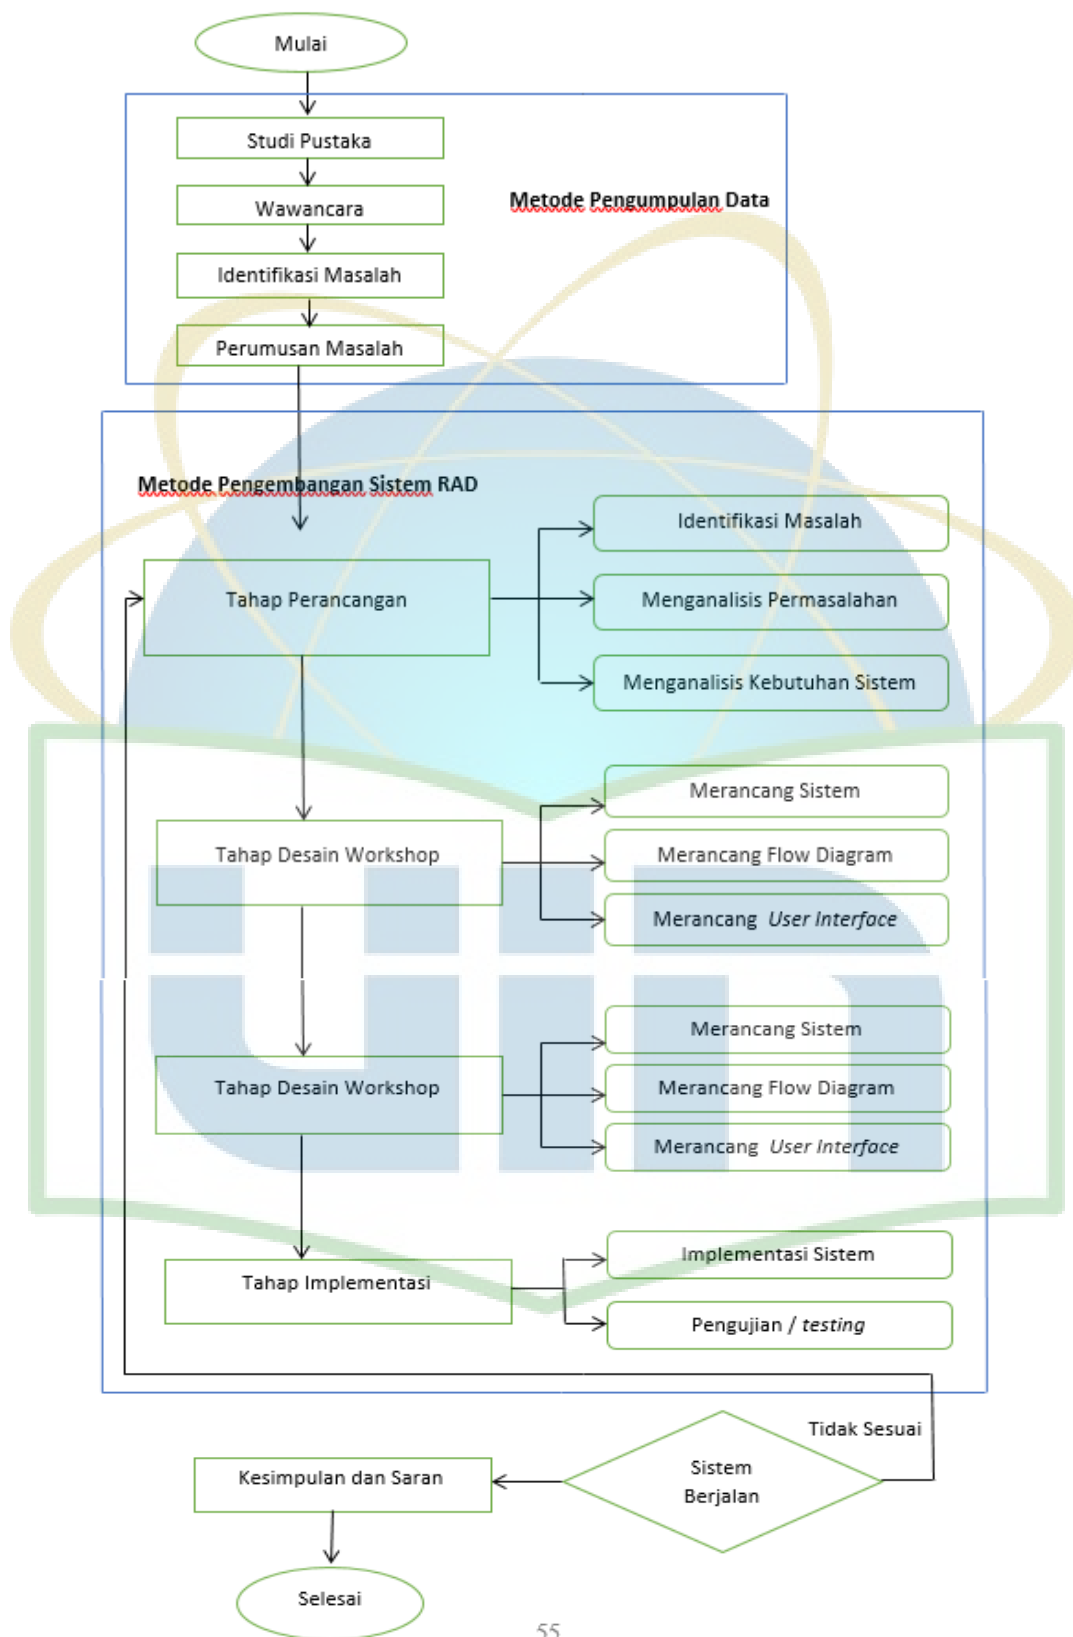 Mulai
Studi Pustaka
Metode Pengumpulan Data
Wawancara
Identifikasi Masalah
Perumusan Masalah
Metode Pengembangan Sistem RAD
Identifikasi Masalah
Tahap Perancangan
Menganalisis Permasalahan
Menganalisis Kebutuhan Sistem
Merancang Sistem
Tahap Desain Workshop
Merancang Flow Diagram
Merancang User Interface
Merancang Sistem
Tahap Desain Workshop
Merancang Flow Diagram
Merancang User Interface
Implementasi Sistem
Tahap Implementasi
Pengujian / testing
Tidak Sesuai
Kesimpulan dan Saran
Sistem
Berjalan
Selesai
55
uin